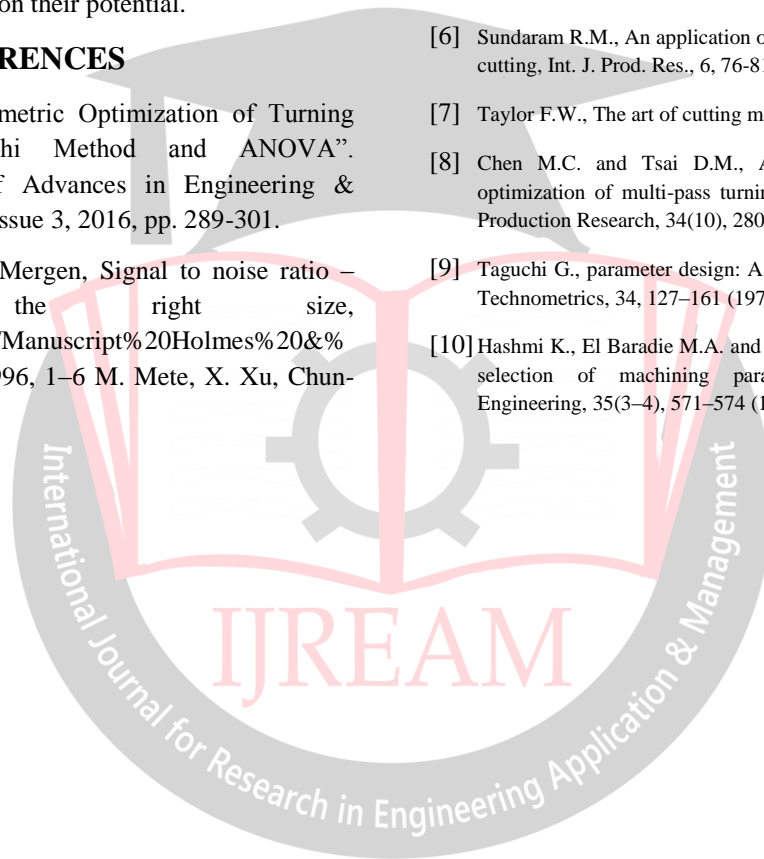 on their potential.
RENCES
metric Optimization of Turning
hi Method and ANOVA”.
f Advances in Engineering &
ssue 3, 2016, pp. 289-301.
Mergen, Signal to noise ratio –
the right size,
/Manuscript%20Holmes%20&%
996, 1–6 M. Mete, X. Xu, Chun-
[6] Sundaram R.M., An application o
cutting, Int. J. Prod. Res., 6, 76-8
[7] Taylor F.W., The art of cutting m
[8] Chen M.C. and Tsai D.M., A
optimization of multi-pass turnin
Production Research, 34(10), 280
[9] Taguchi G., parameter design: A
Technometrics, 34, 127–161 (197
[10] Hashmi K., El Baradie M.A. and
selection of machining para
Engineering, 35(3–4), 571–574 (1
IJREAM
International Journal for Research in Engineering Application & Management